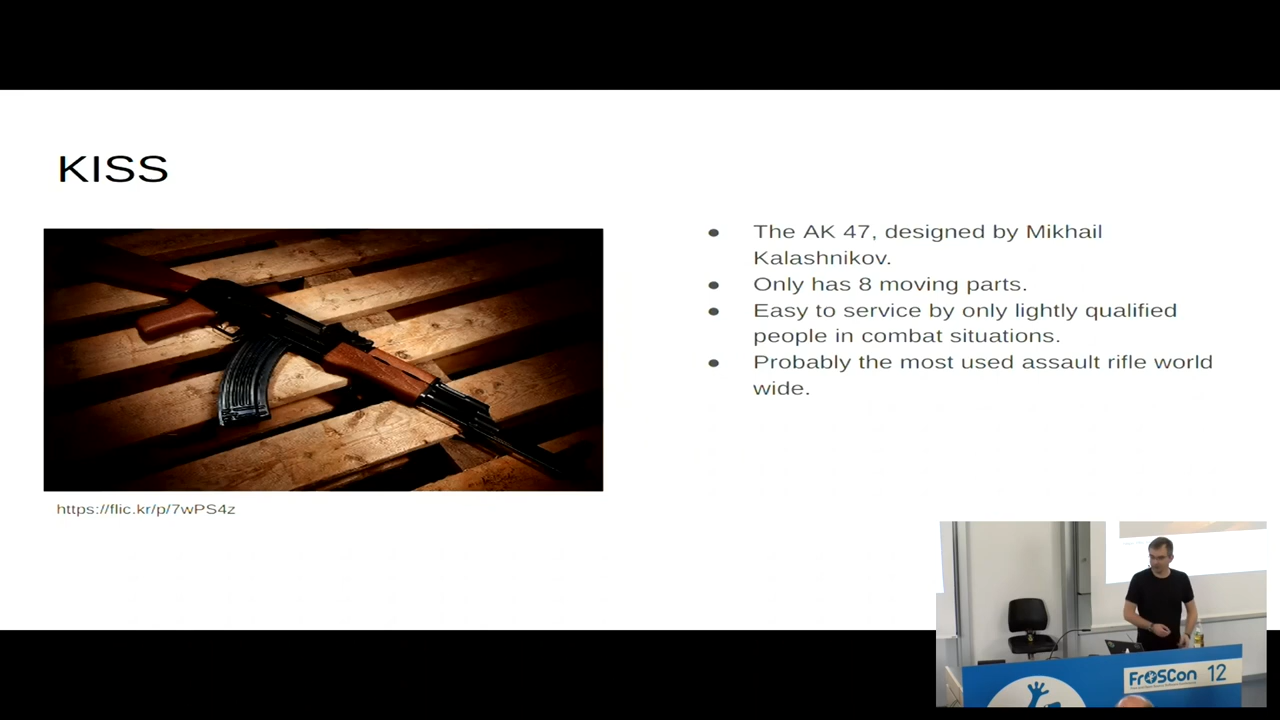 KISS
● The AK 47, designed by Mikhail
Kalashnikov.
● Only has 8 moving parts.
● Easy to service by only lightly qualified
people in combat situations.
● Probably the most used assault rifle world
wide.
https://flic.kr/p/7wPS4z
FrOSCon 12